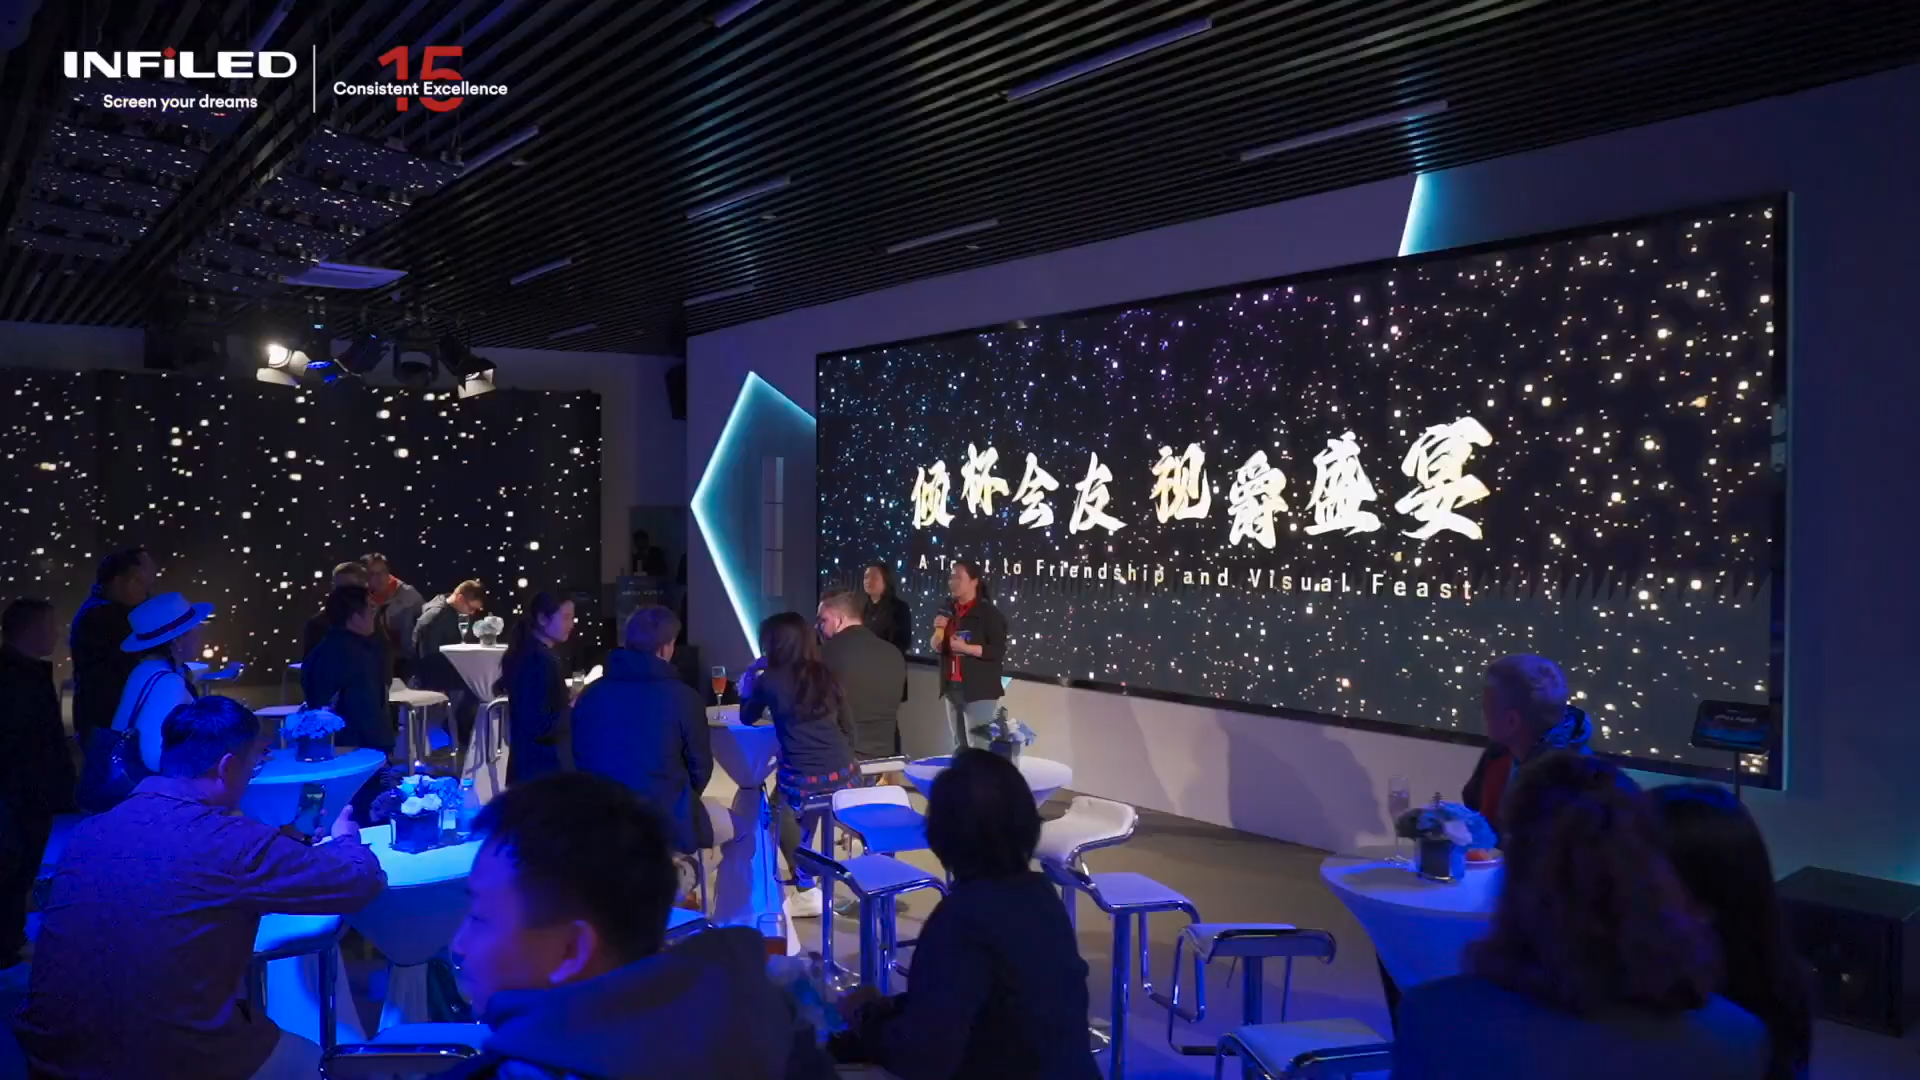 INFiLED
Screen your dreams
15
Consistent Excellence
倾杯会友 视爵盛宴
A to Friendship and Visual Feast